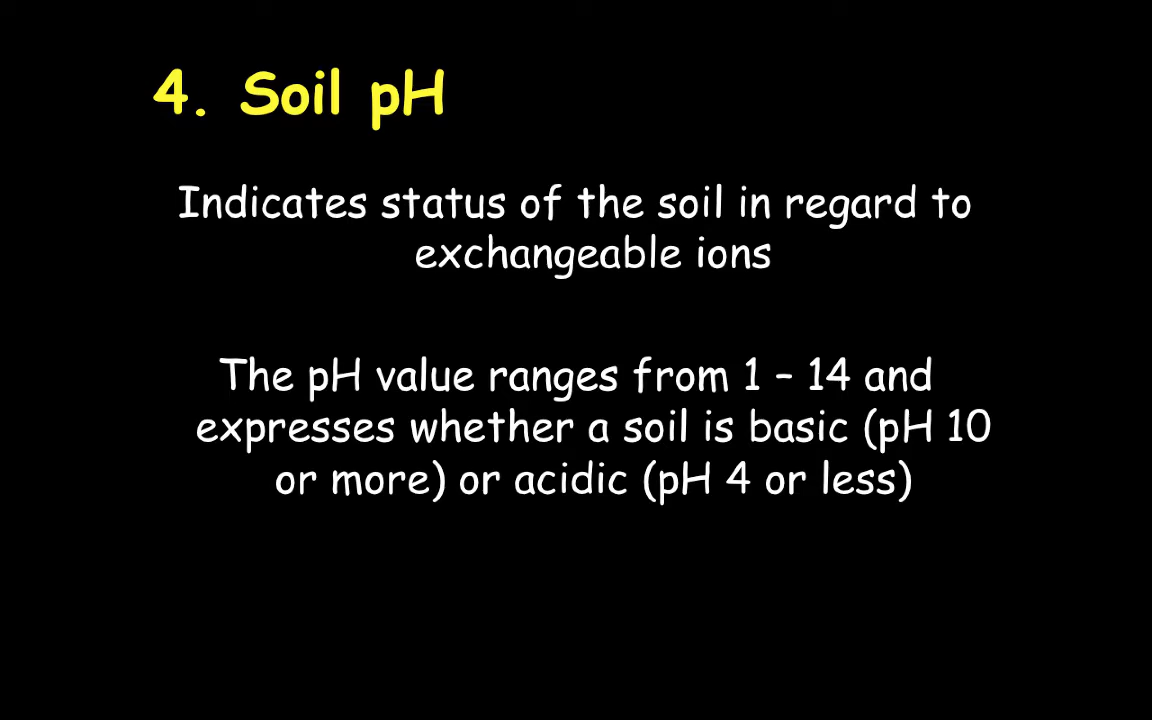 4. Soil pH
Indicates status of the soil in regard to
exchangeable ions
The pH value ranges from 1 – 14 and
expresses whether a soil is basic (pH 10
or more) or acidic (pH 4 or less)